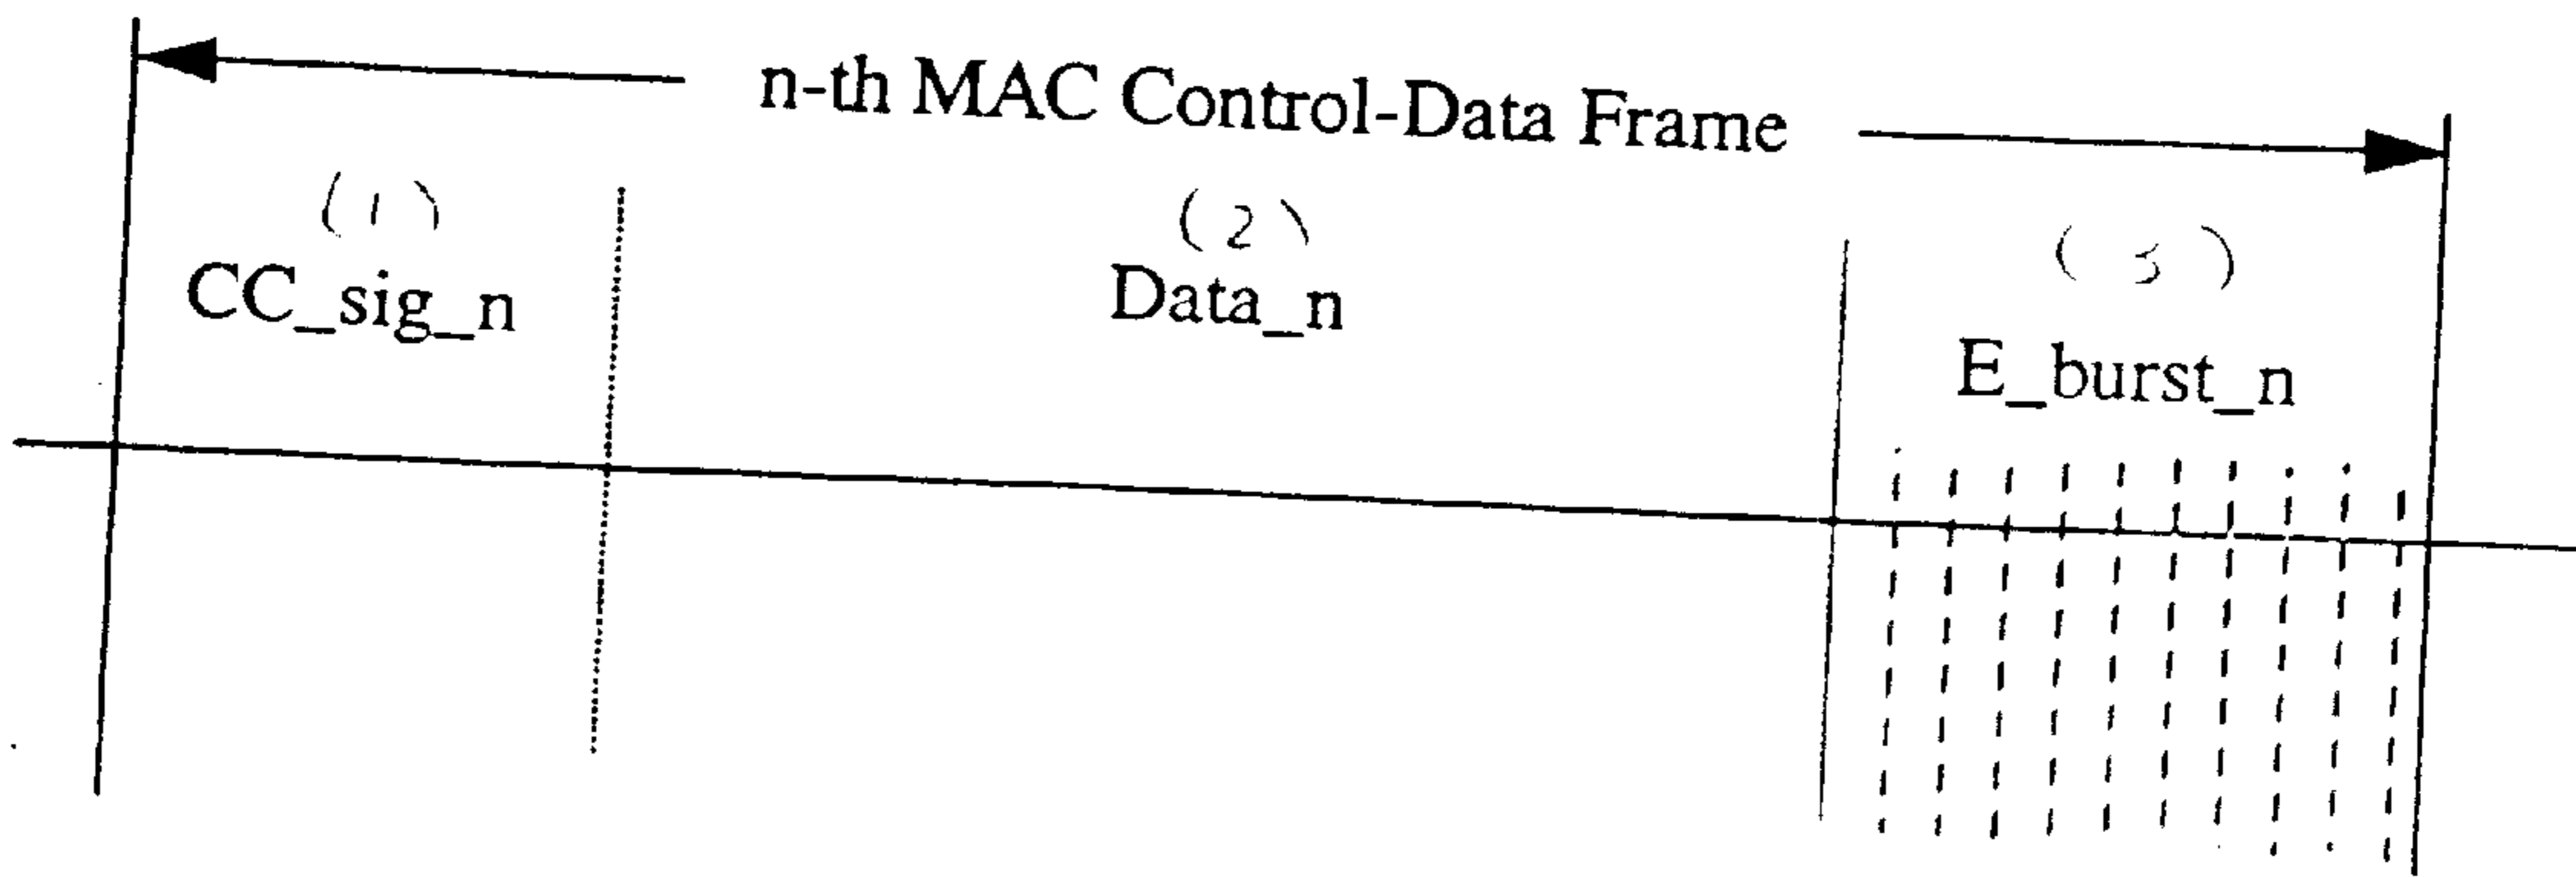 n-th MAC Control-Data Frame
(1)
CC_sig_n
(2)
Data_n
(3)
E_burst_n